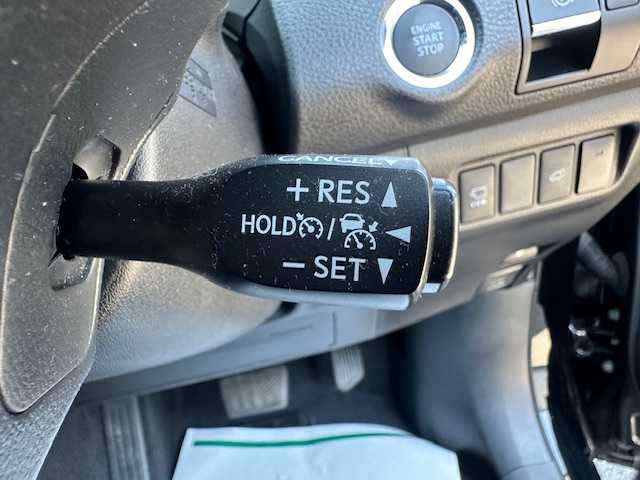 ENGINE
START
STOP
CANCEL
+ RES
HOLD /
− SET